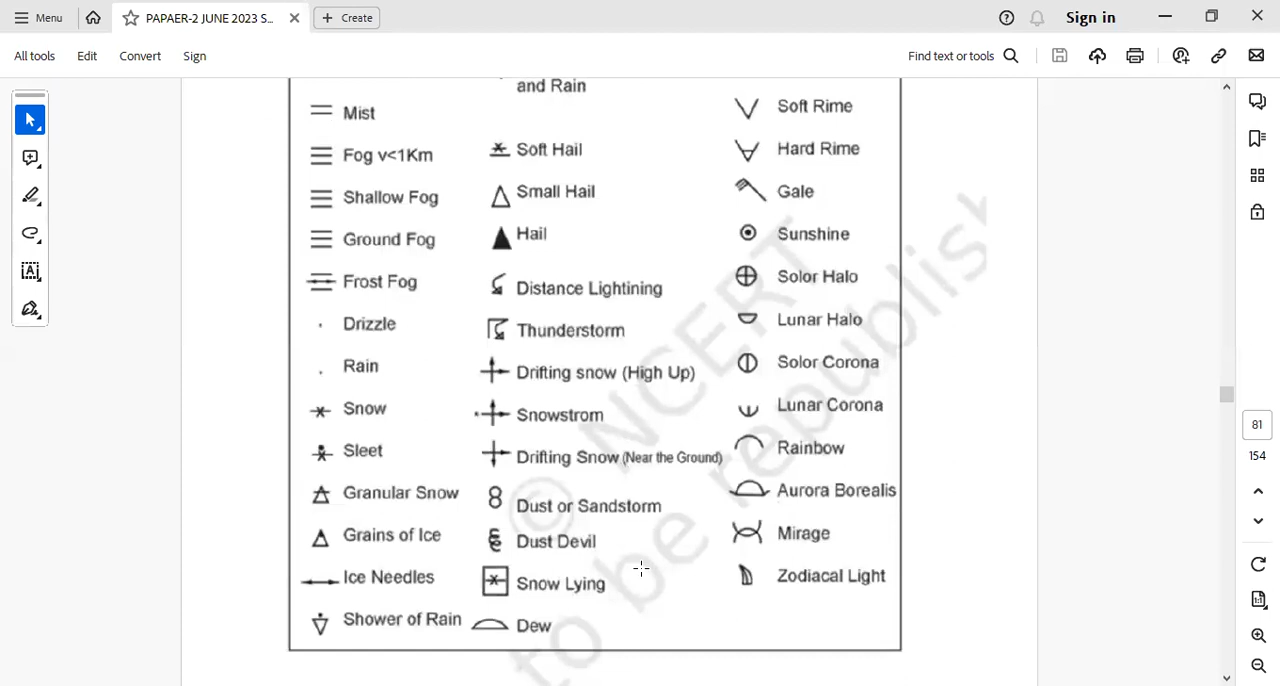 Menu
PAPAER-2 JUNE 2023 S...
Create
Sign in
All tools
Edit
Convert
Sign
Find text or tools
and Rain
Mist
Fog v<1Km
Shallow Fog
Ground Fog
Frost Fog
Drizzle
Rain
Snow
Sleet
Granular Snow
Grains of Ice
Ice Needles
Shower of Rain
Soft Hail
Small Hail
Hail
Distance Lightining
Thunderstorm
Drifting snow (High Up)
Snowstrom
Drifting Snow (Near the Ground)
Dust or Sandstorm
Dust Devil
Snow Lying
Dew
Soft Rime
Hard Rime
Gale
Sunshine
Solor Halo
Lunar Halo
Solor Corona
Lunar Corona
Rainbow
Aurora Borealis
Mirage
Zodiacal Light
© NCERT
to be republis
81
154